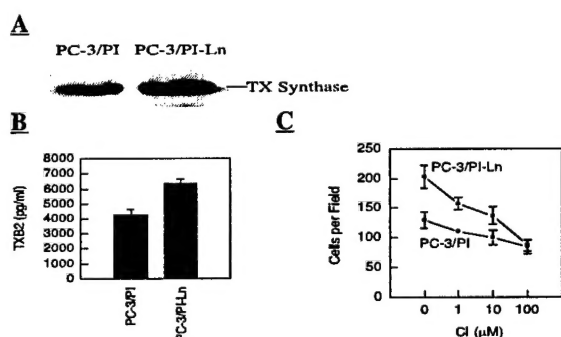 A
PC-3/PI PC-3/PI-Ln
TX Synthase
B
TXB2 (pg/ml)
8000
7000
6000
5000
4000
3000
2000
1000
0
PC-3/PI
PC-3/PI-Ln
C
Cells per Field
250
200
150
100
50
0
PC-3/PI-Ln
PC-3/PI
0 1 10 100
CI (µM)